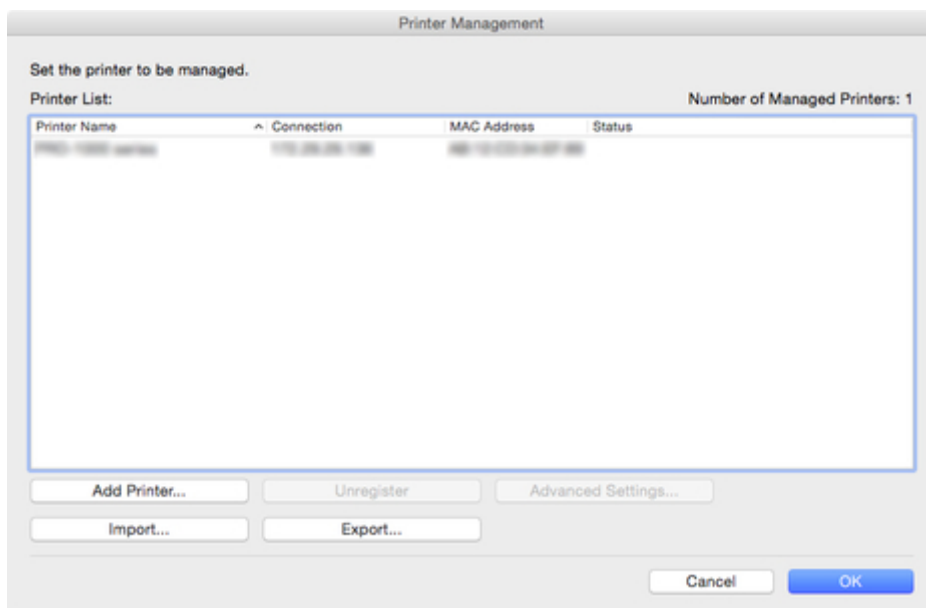 Printer Management
Set the printer to be managed.
Printer List: Number of Managed Printers: 1
Printer Name Connection MAC Address Status
Add Printer... Unregister Advanced Settings...
Import... Export...
Cancel OK